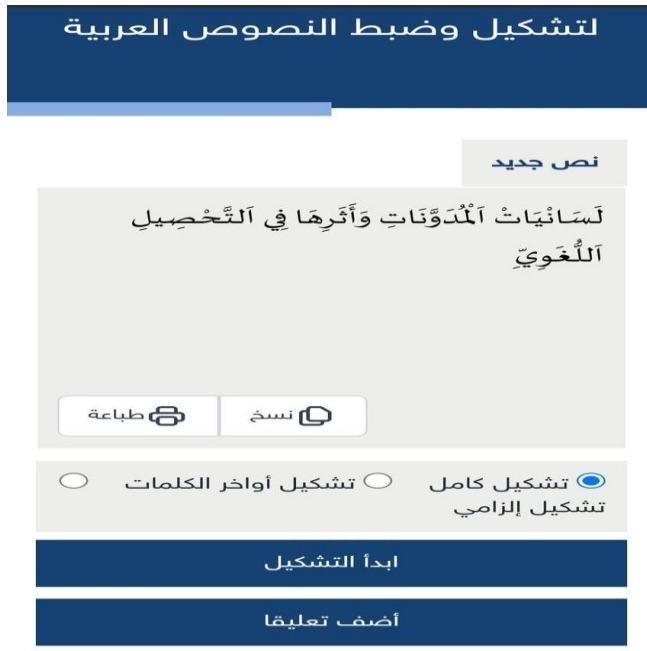 لتشكيل وضبط النصوص العربية
نص جديد
لَسَانْيَاتْ اَلْمُدَوَّنَاتِ وَأَثَرِهَا فِي اَلتَّحْصِيلِ
اَللُّغَوِيِّ
نسخ
طباعة
تشكيل كامل
تشكيل أواخر الكلمات
تشكيل إلزامي
ابدأ التشكيل
أضف تعليقا